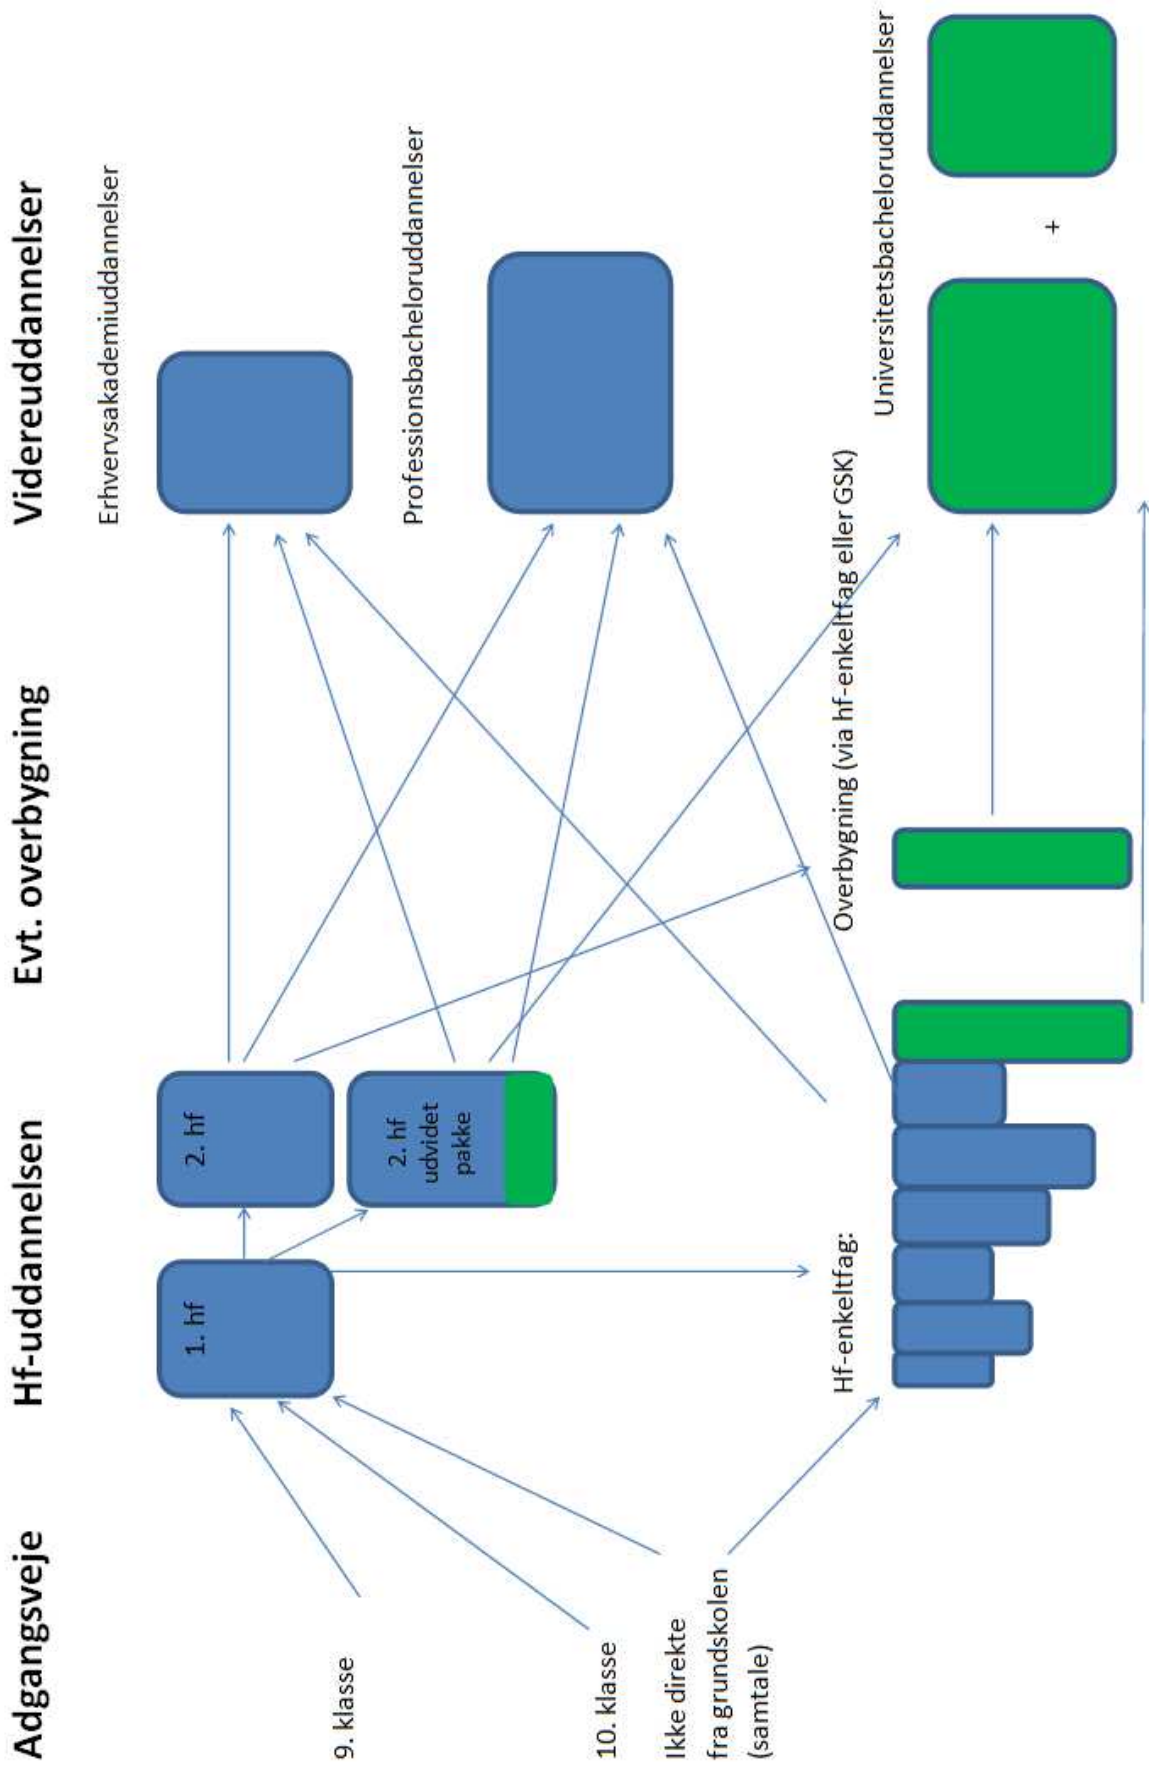 Adgangsveje
Hf-uddannelsen
Evt. overbygning
Videreuddannelser
9. klasse
10. klasse
Ikke direkte
fra grundskolen
(samtale)
1. hf
2. hf
2. hf
udvidet
pakke
Hf-enkeltfag:
Overbygning (via hf-enkeltfag eller GSK)
Erhvervsakademiuddannelser
Professionsbacheloruddannelser
Universitetsbacheloruddannelser
+